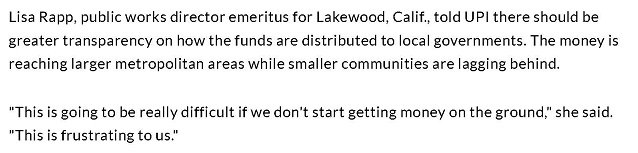 Lisa Rapp, public works director emeritus for Lakewood, Calif., told UPI there should be
greater transparency on how the funds are distributed to local governments. The money is
reaching larger metropolitan areas while smaller communities are lagging behind.
"This is going to be really difficult if we don't start getting money on the ground," she said.
"This is frustrating to us."